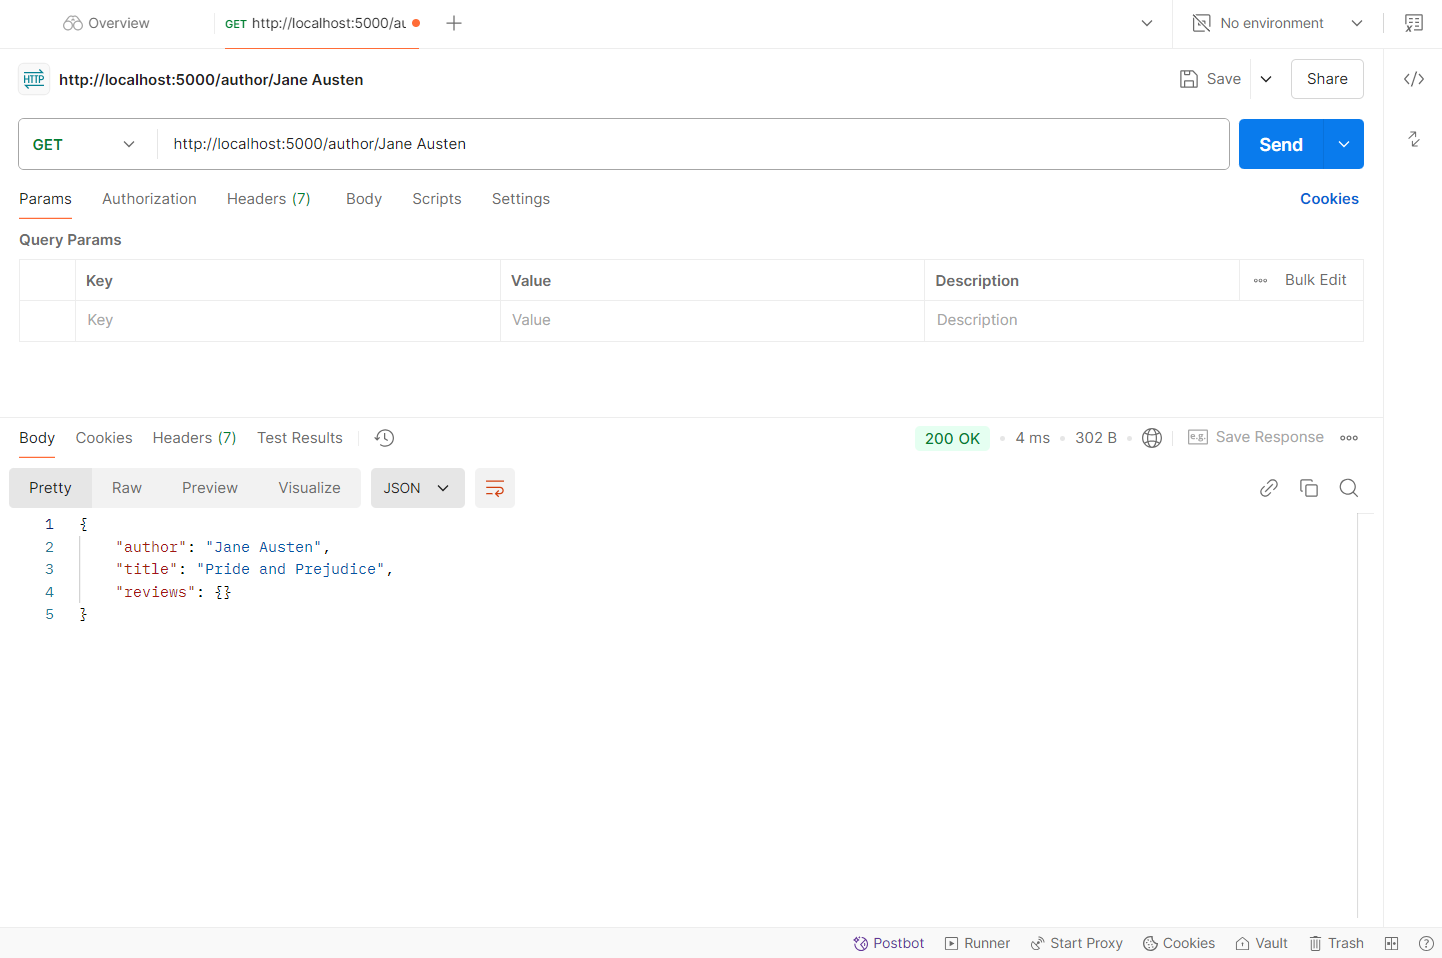 Overview
GET http://localhost:5000/au
No environment
HTTP http://localhost:5000/author/Jane Austen
Save
Share
GET http://localhost:5000/author/Jane Austen
Send
Params Authorization Headers (7) Body Scripts Settings Cookies
Query Params
Key Value Description Bulk Edit
Key Value Description
Body Cookies Headers (7) Test Results 200 OK 4 ms 302 B e.g. Save Response
Pretty Raw Preview Visualize JSON
1 {
2 "author": "Jane Austen",
3 "title": "Pride and Prejudice",
4 "reviews": {}
5 }
Postbot Runner Start Proxy Cookies Vault Trash